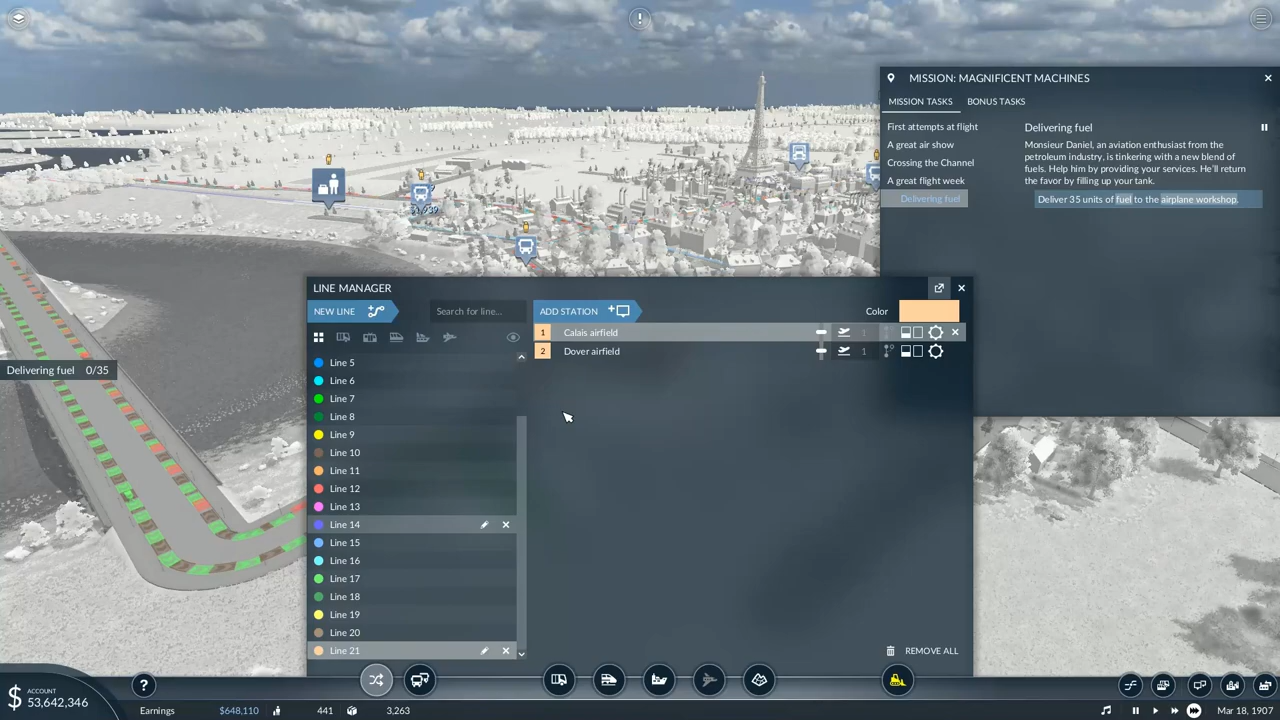 MISSION: MAGNIFICENT MACHINES
MISSION TASKS
BONUS TASKS
First attempts at flight
A great air show
Crossing the Channel
A great flight week
Delivering fuel
Delivering fuel
Monsieur Daniel, an aviation enthusiast from the
petroleum industry, is tinkering with a new blend of
fuels. Help him by providing your services. He'll return
the favor by filling up your tank.
Deliver 35 units of fuel to the airplane workshop.
LINE MANAGER
NEW LINE
Search for line...
ADD STATION
Color
1 Calais airfield 1
2 Dover airfield 1
Line 5
Line 6
Line 7
Line 8
Line 9
Line 10
Line 11
Line 12
Line 13
Line 14
Line 15
Line 16
Line 17
Line 18
Line 19
Line 20
Line 21
REMOVE ALL
Delivering fuel 0/35
$ ACCOUNT
53,642,346
?
Earnings $648,110 441 3,263
Mar 18, 1907